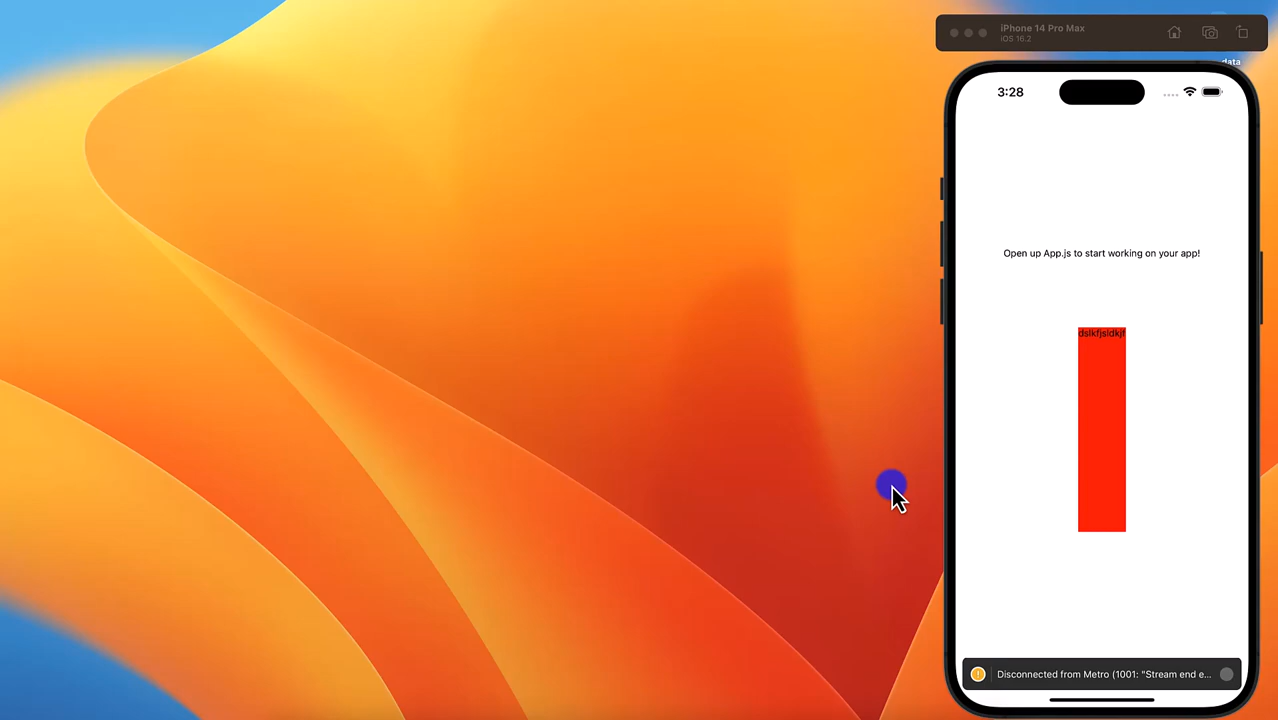 iPhone 14 Pro Max
iOS 16.2
data
3:28
Open up App.js to start working on your app!
dslkfjsldkjf
Disconnected from Metro (1001: "Stream end e...